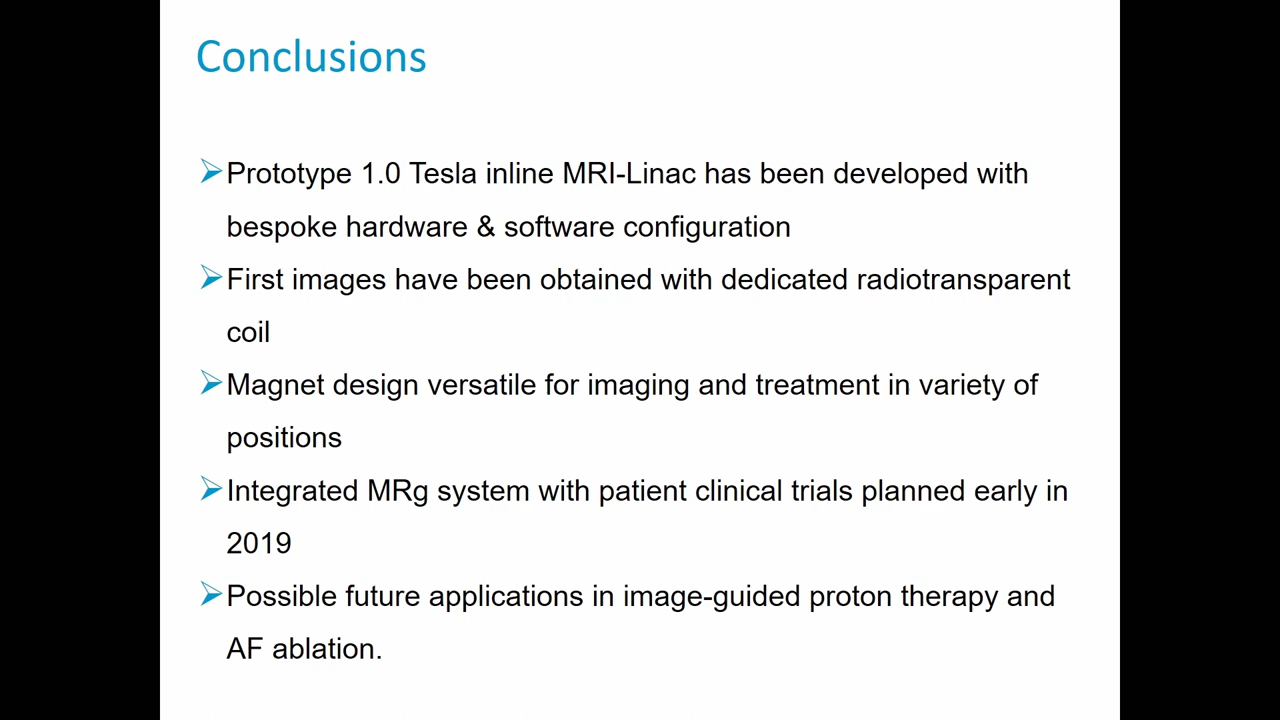 Conclusions
Prototype 1.0 Tesla inline MRI-Linac has been developed with
bespoke hardware & software configuration
First images have been obtained with dedicated radiotransparent
coil
Magnet design versatile for imaging and treatment in variety of
positions
Integrated MRg system with patient clinical trials planned early in
2019
Possible future applications in image-guided proton therapy and
AF ablation.